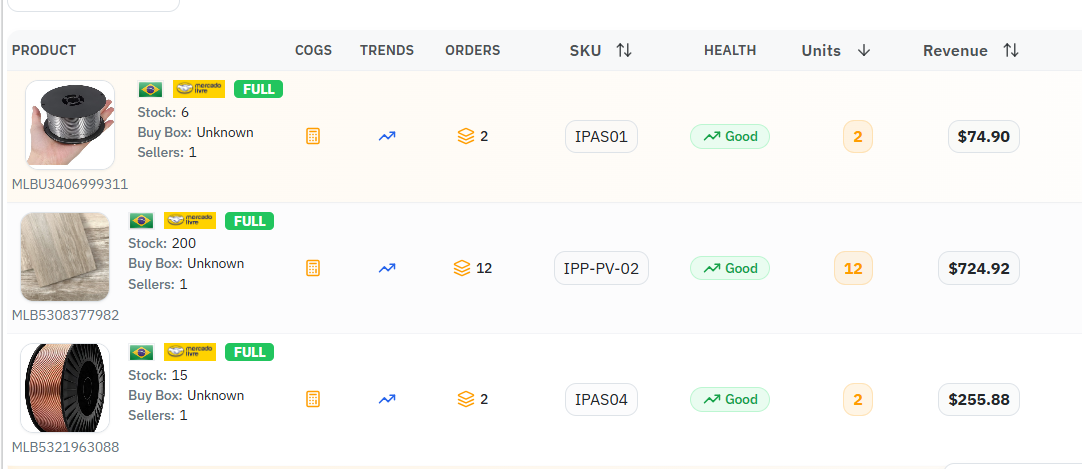 PRODUCT COGS TRENDS ORDERS SKU HEALTH Units Revenue
mercado livre FULL
Stock: 6
Buy Box: Unknown
Sellers: 1
2 IPAS01 Good 2 $74.90
MLBU3406999311
mercado livre FULL
Stock: 200
Buy Box: Unknown
Sellers: 1
12 IPP-PV-02 Good 12 $724.92
MLB5308377982
mercado livre FULL
Stock: 15
Buy Box: Unknown
Sellers: 1
2 IPAS04 Good 2 $255.88
MLB5321963088